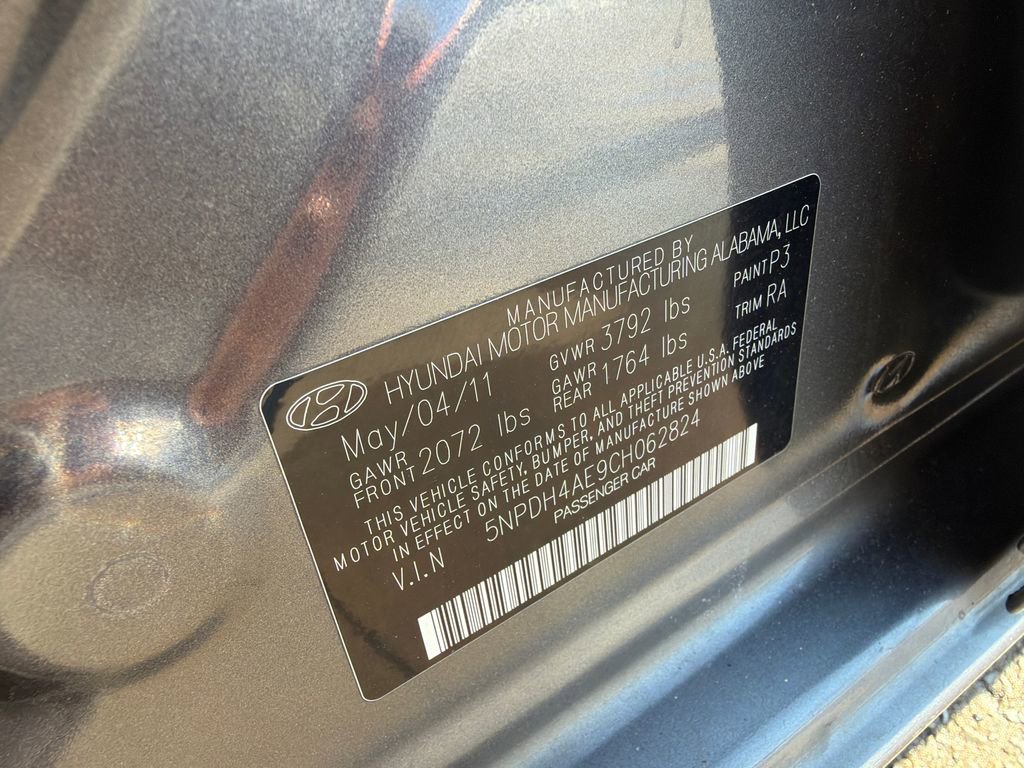 MANUFACTURED BY
HYUNDAI MOTOR MANUFACTURING ALABAMA, LLC
May/04/11 GVWR 3792 lbs PAINT P3
GAWR FRONT 2072 lbs GAWR REAR 1764 lbs TRIM RA
THIS VEHICLE CONFORMS TO ALL APPLICABLE U.S.A. FEDERAL
MOTOR VEHICLE SAFETY, BUMPER, AND THEFT PREVENTION STANDARDS
IN EFFECT ON THE DATE OF MANUFACTURE SHOWN ABOVE
V.I.N 5NPDH4AE9CH062824
PASSENGER CAR